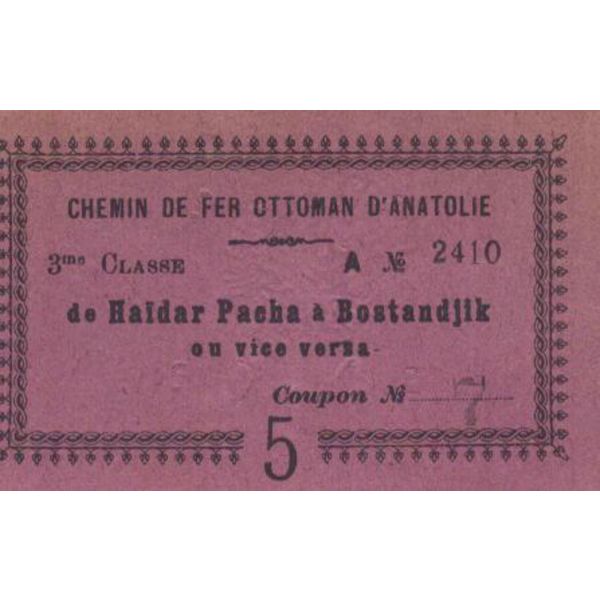 CHEMIN DE FER OTTOMAN D'ANATOLIE
3me CLASSE A № 2410
de Haïdar Pacha à Bostandjik
ou vice versa
Coupon № 7
5